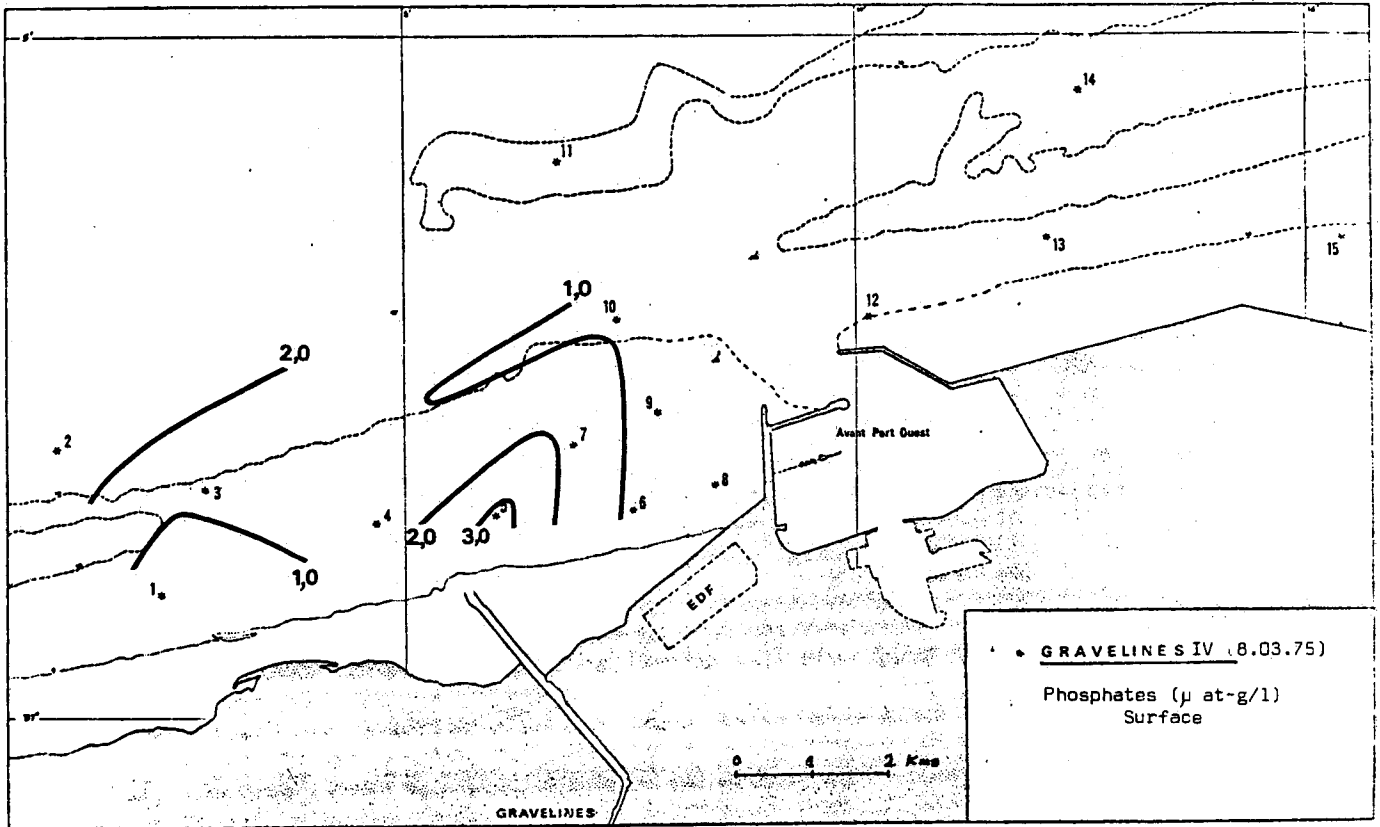 14
11
13
15
12
1,0
10
2,0
9
Avant Port Ouest
2
7
3
8
4
5
6
2,0
3,0
1
1,0
EDF
GRAVELINES IV (8.03.75)
Phosphates (µ at-g/l)
Surface
0 1 2 Kms
GRAVELINES